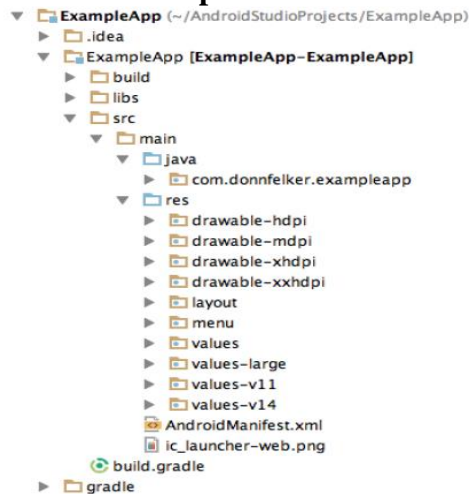 ExampleApp (~/AndroidStudioProjects/ExampleApp)
.idea
ExampleApp [ExampleApp-ExampleApp]
build
libs
src
main
java
com.donnfelker.exampleapp
res
drawable-hdpi
drawable-mdpi
drawable-xhdpi
drawable-xxhdpi
layout
menu
values
values-large
values-v11
values-v14
AndroidManifest.xml
ic_launcher-web.png
build.gradle
gradle